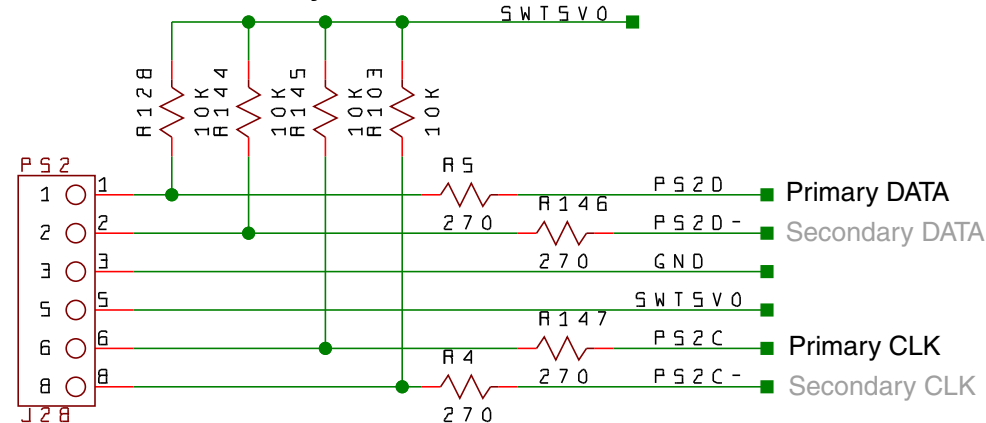 SWT5V0
R128
10K
R144
10K
R145
10K
R103
10K
PS2
1
1
R5
270
PS2D
Primary DATA
2
2
R146
270
PS2D-
Secondary DATA
3
3
GND
5
5
SWT5V0
6
6
R147
270
PS2C
Primary CLK
8
8
R4
270
PS2C-
Secondary CLK
J28